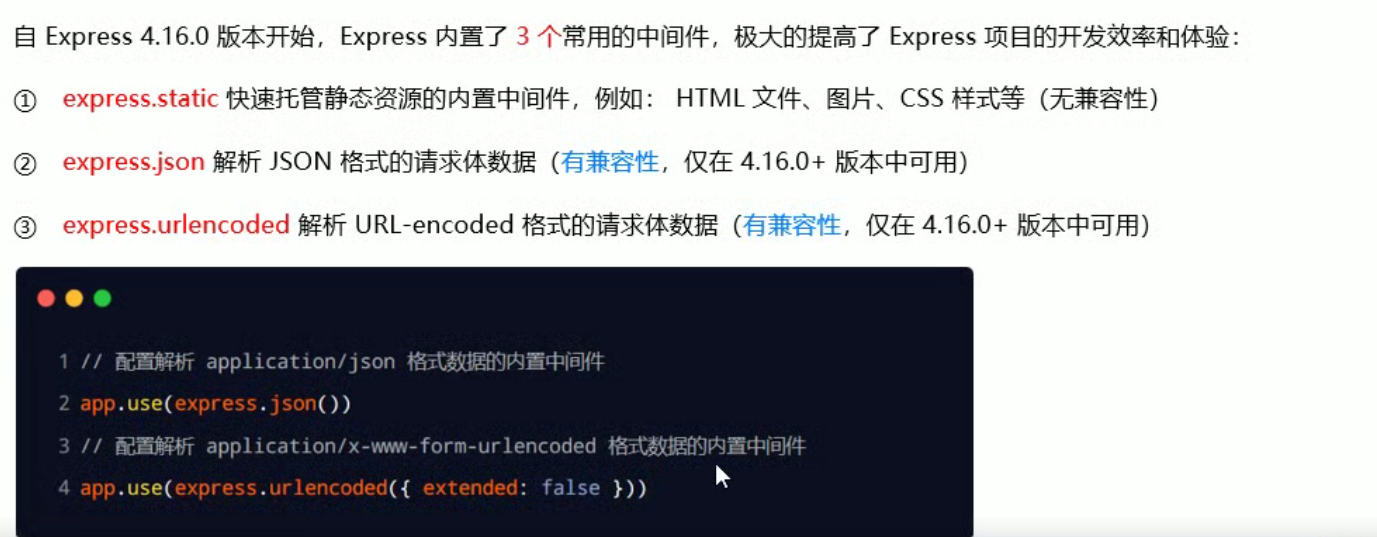 自 Express 4.16.0 版本开始，Express 内置了 3 个常用的中间件，极大的提高了 Express 项目的开发效率和体验：
① express.static 快速托管静态资源的内置中间件，例如： HTML 文件、图片、CSS 样式等（无兼容性）
② express.json 解析 JSON 格式的请求体数据（有兼容性，仅在 4.16.0+ 版本中可用）
③ express.urlencoded 解析 URL-encoded 格式的请求体数据（有兼容性，仅在 4.16.0+ 版本中可用）
1 // 配置解析 application/json 格式数据的内置中间件
2 app.use(express.json())
3 // 配置解析 application/x-www-form-urlencoded 格式数据的内置中间件
4 app.use(express.urlencoded({ extended: false }))